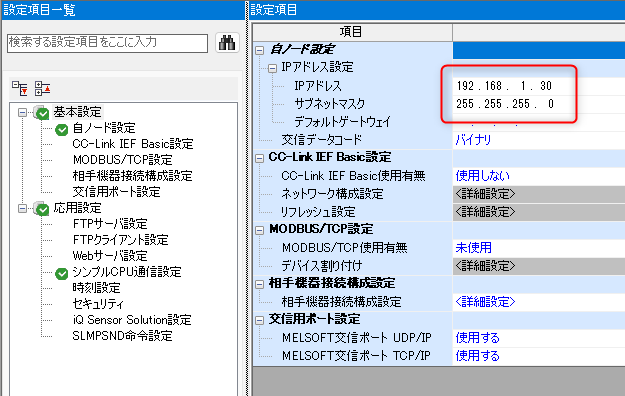 設定項目一覧
検索する設定項目をここに入力
基本設定
自ノード設定
CC-Link IEF Basic設定
MODBUS/TCP設定
相手機器接続構成設定
交信用ポート設定
応用設定
FTPサーバ設定
FTPクライアント設定
Webサーバ設定
シンプルCPU通信設定
時刻設定
セキュリティ
iQ Sensor Solution設定
SLMPSND命令設定
設定項目
項目
自ノード設定
IPアドレス設定
IPアドレス 192.168. 1. 30
サブネットマスク 255.255.255. 0
デフォルトゲートウェイ . . .
交信データコード バイナリ
CC-Link IEF Basic設定
CC-Link IEF Basic使用有無 使用しない
ネットワーク構成設定 <詳細設定>
リフレッシュ設定 <詳細設定>
MODBUS/TCP設定
MODBUS/TCP使用有無 未使用
デバイス割り付け <詳細設定>
相手機器接続構成設定
相手機器接続構成設定 <詳細設定>
交信用ポート設定
MELSOFT交信ポート UDP/IP 使用する
MELSOFT交信ポート TCP/IP 使用する